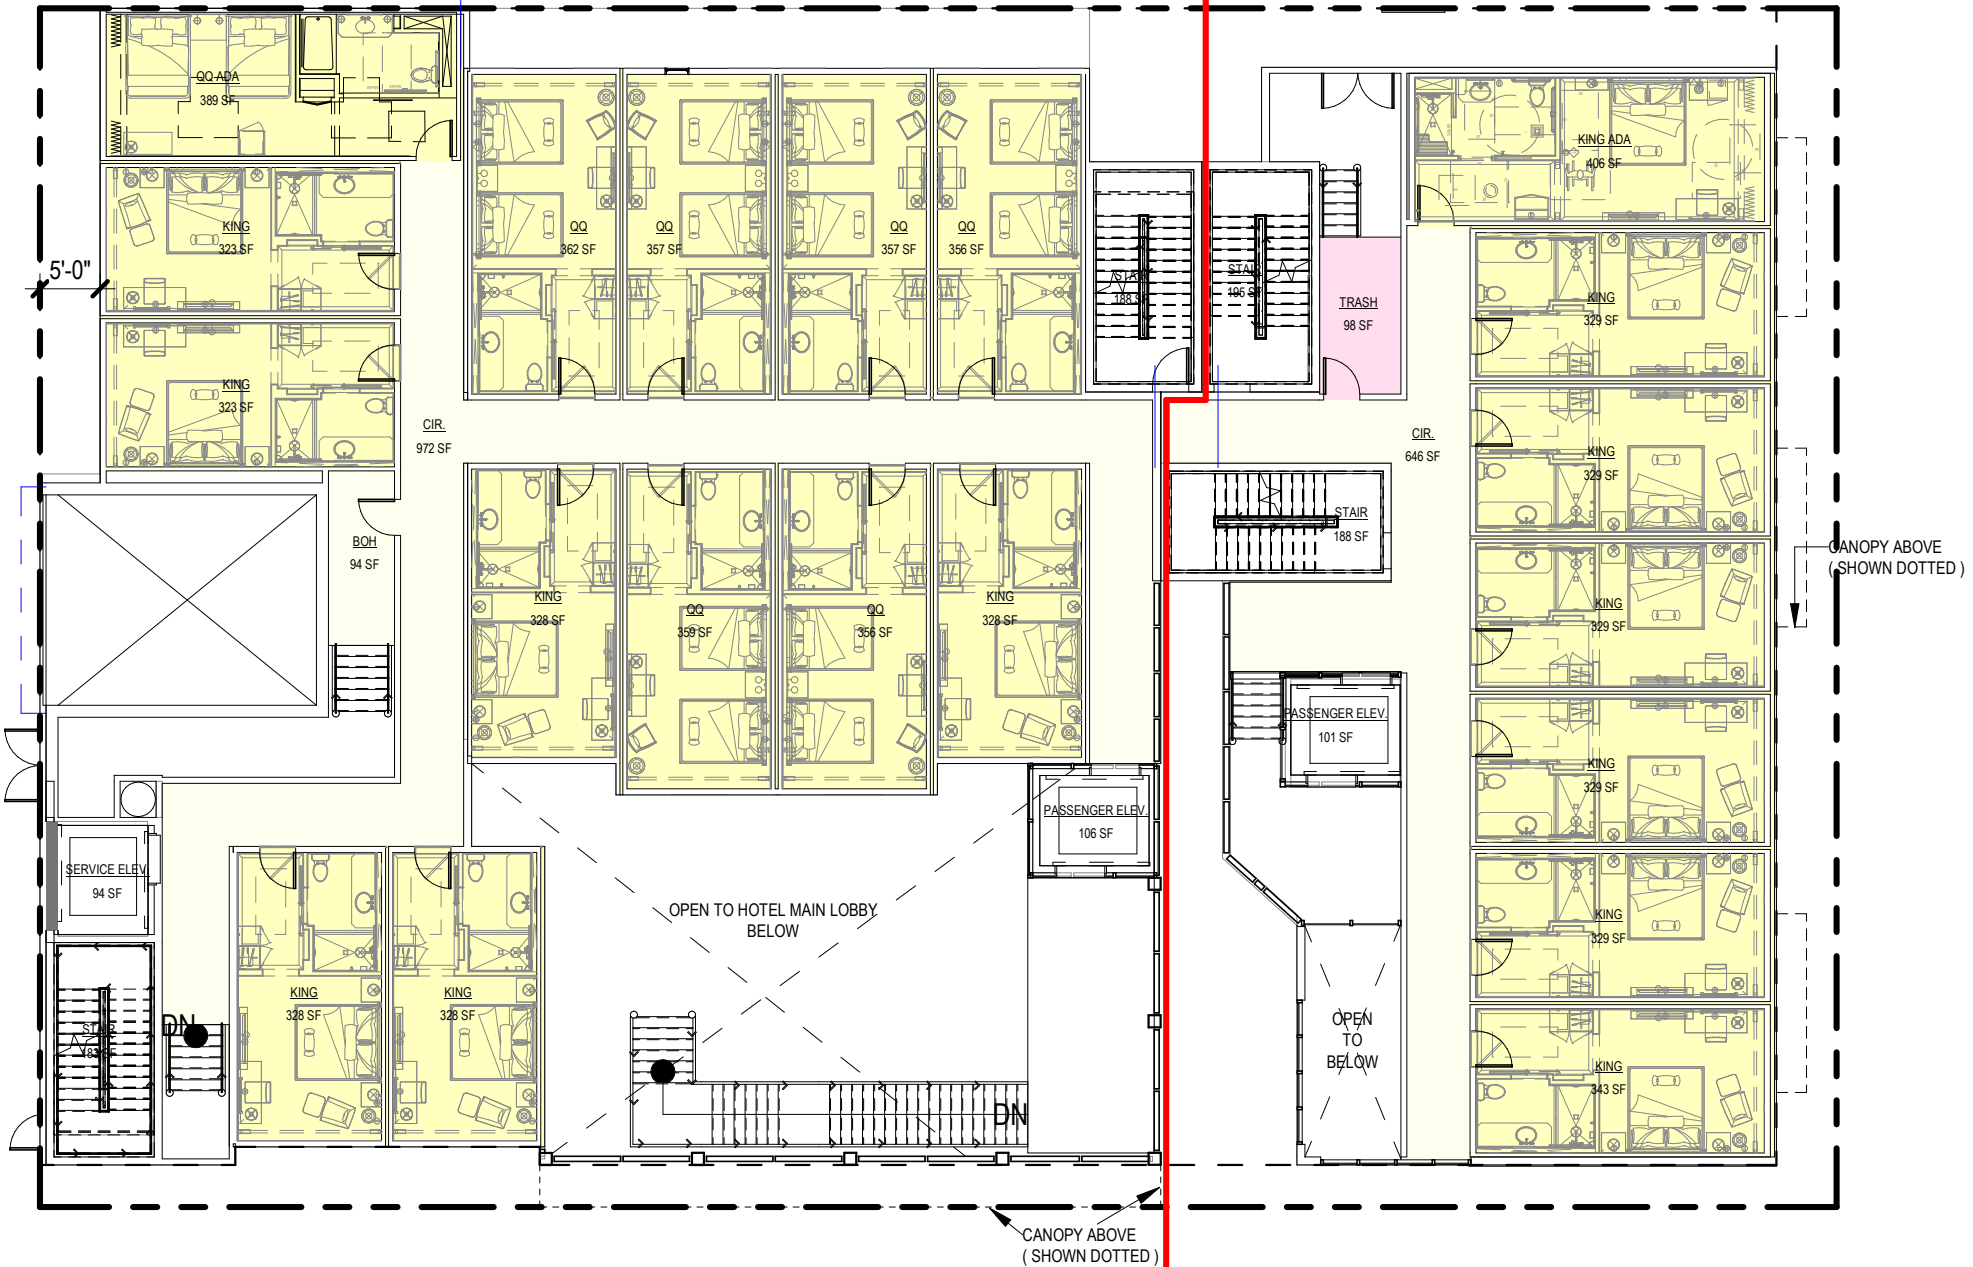 QQ ADA
389 SF
KING ADA
406 SF
KING
323 SF
QQ
362 SF
QQ
357 SF
QQ
357 SF
QQ
356 SF
5'-0"
STAIR
188 SF
STAIR
195 SF
TRASH
98 SF
KING
329 SF
KING
323 SF
CIR.
972 SF
CIR.
646 SF
KING
329 SF
BOH
94 SF
STAIR
188 SF
CANOPY ABOVE
( SHOWN DOTTED )
KING
328 SF
QQ
359 SF
QQ
356 SF
KING
328 SF
KING
329 SF
PASSENGER ELEV.
101 SF
KING
329 SF
PASSENGER ELEV.
106 SF
SERVICE ELEV.
94 SF
OPEN TO HOTEL MAIN LOBBY
BELOW
KING
329 SF
KING
328 SF
KING
328 SF
STAIR
183 SF
DN
OPEN
TO
BELOW
KING
343 SF
DN
CANOPY ABOVE
( SHOWN DOTTED )